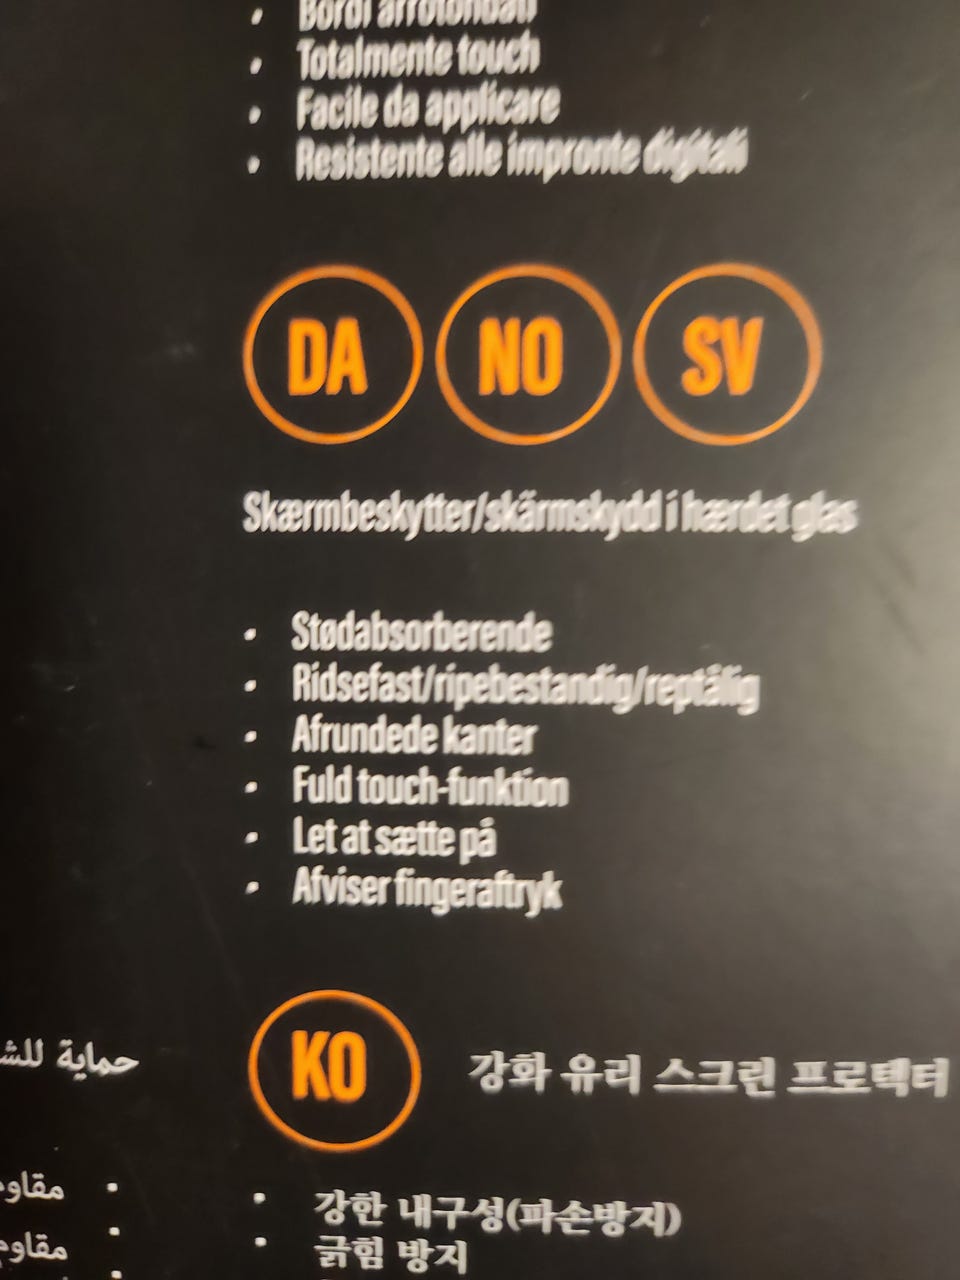 Bordi arrotondati
• Totalmente touch
• Facile da applicare
• Resistente alle impronte digitali
DA NO SV
Skærmbeskytter/skärmskydd i hærdet glas
• Stødabsorberende
• Ridsefast/ripebestandig/reptålig
• Afrundede kanter
• Fuld touch-funktion
• Let at sætte på
• Afviser fingeraftryk
KO
강화 유리 스크린 프로텍터
• 강한 내구성(파손방지)
• 긁힘 방지
حماية